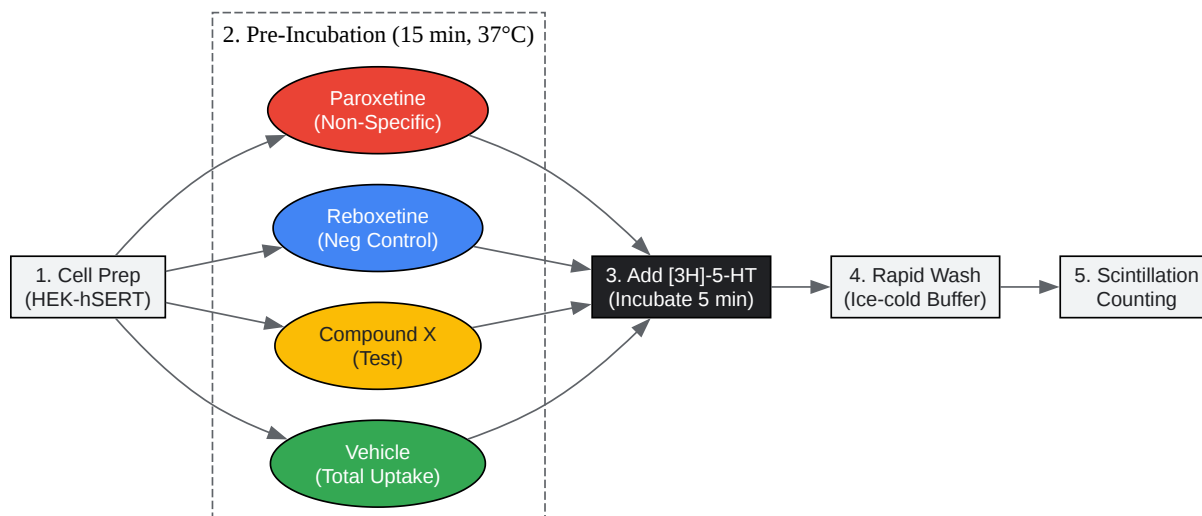 2. Pre-Incubation (15 min, 37°C)
Paroxetine
(Non-Specific)
Reboxetine
(Neg Control)
1. Cell Prep
(HEK-hSERT)
Compound X
(Test)
Vehicle
(Total Uptake)
3. Add [3H]-5-HT
(Incubate 5 min)
4. Rapid Wash
(Ice-cold Buffer)
5. Scintillation
Counting